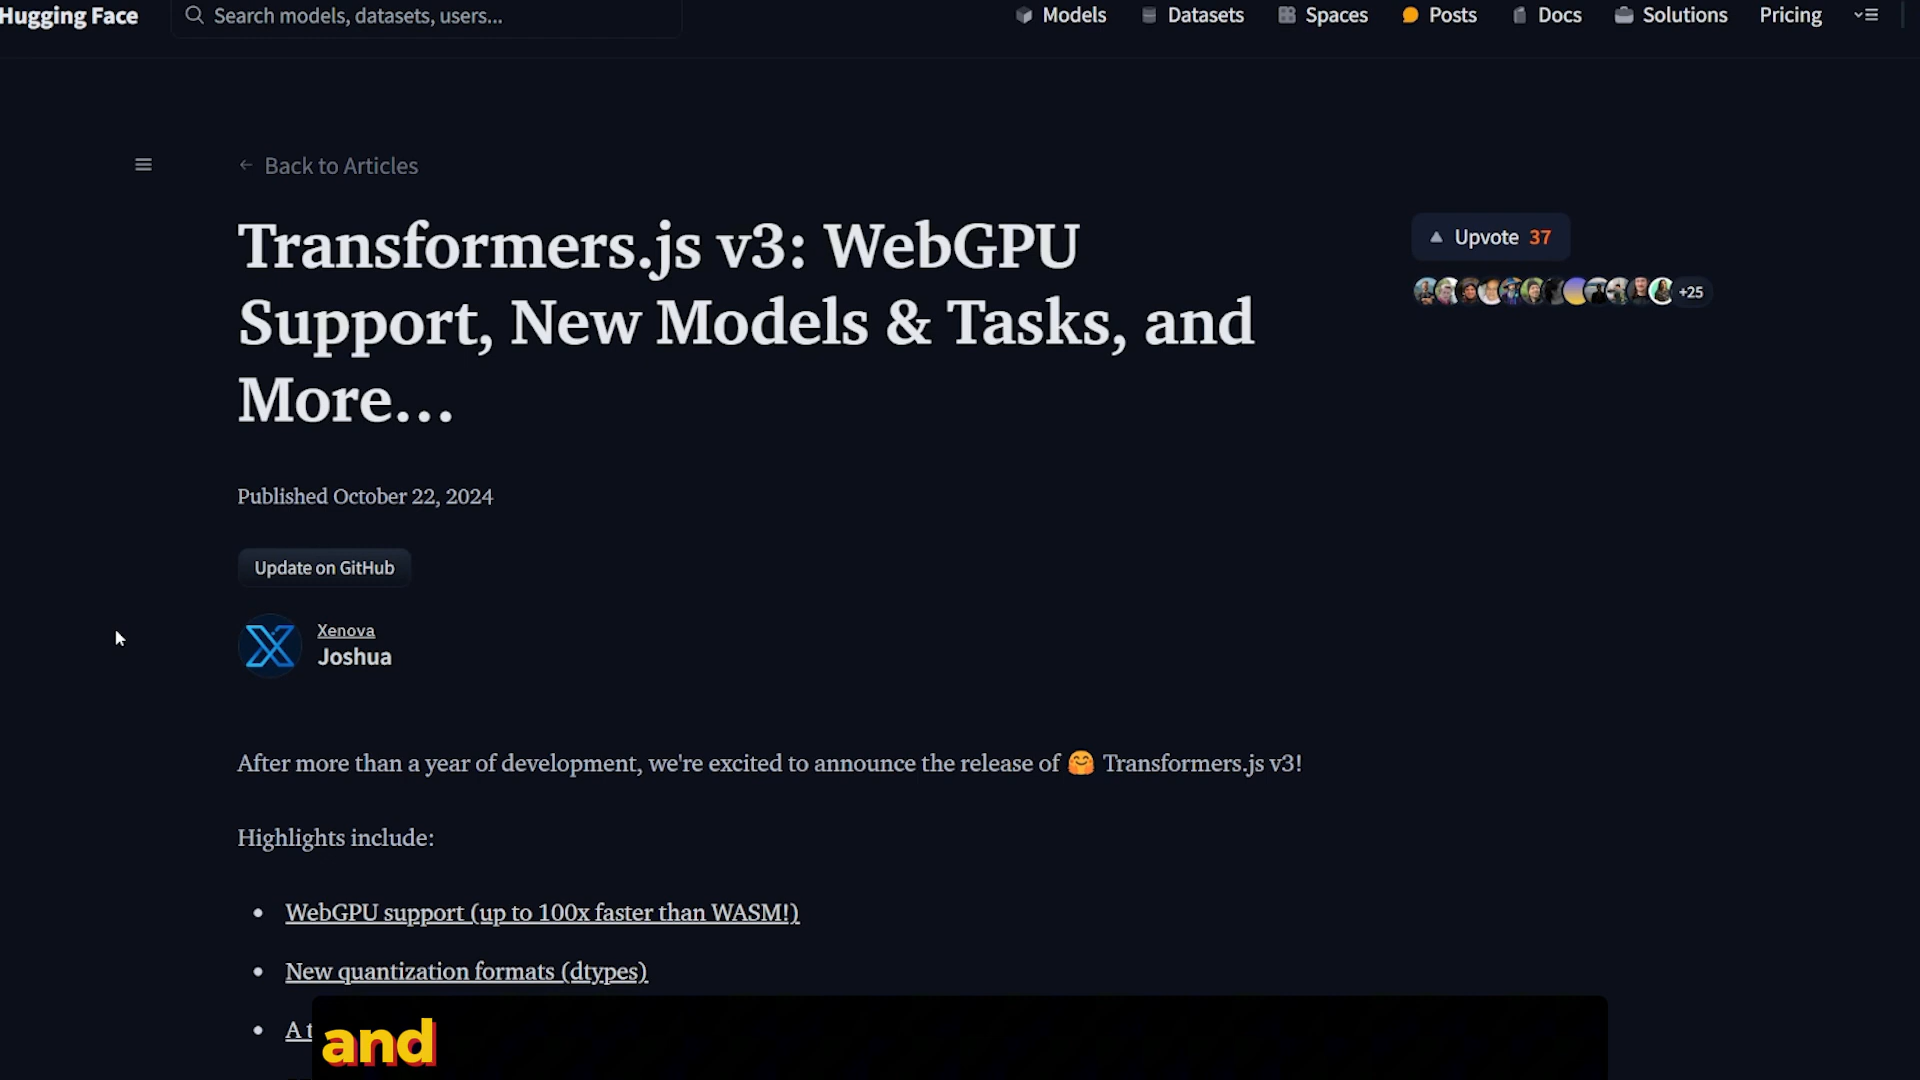 Hugging Face
Search models, datasets, users...
Models
Datasets
Spaces
Posts
Docs
Solutions
Pricing
← Back to Articles
Transformers.js v3: WebGPU
Support, New Models & Tasks, and
More…
Upvote 37
+25
Published October 22, 2024
Update on GitHub
Xenova
Joshua
After more than a year of development, we're excited to announce the release of 🤗 Transformers.js v3!
Highlights include:
• WebGPU support (up to 100x faster than WASM!)
• New quantization formats (dtypes)
• A
and